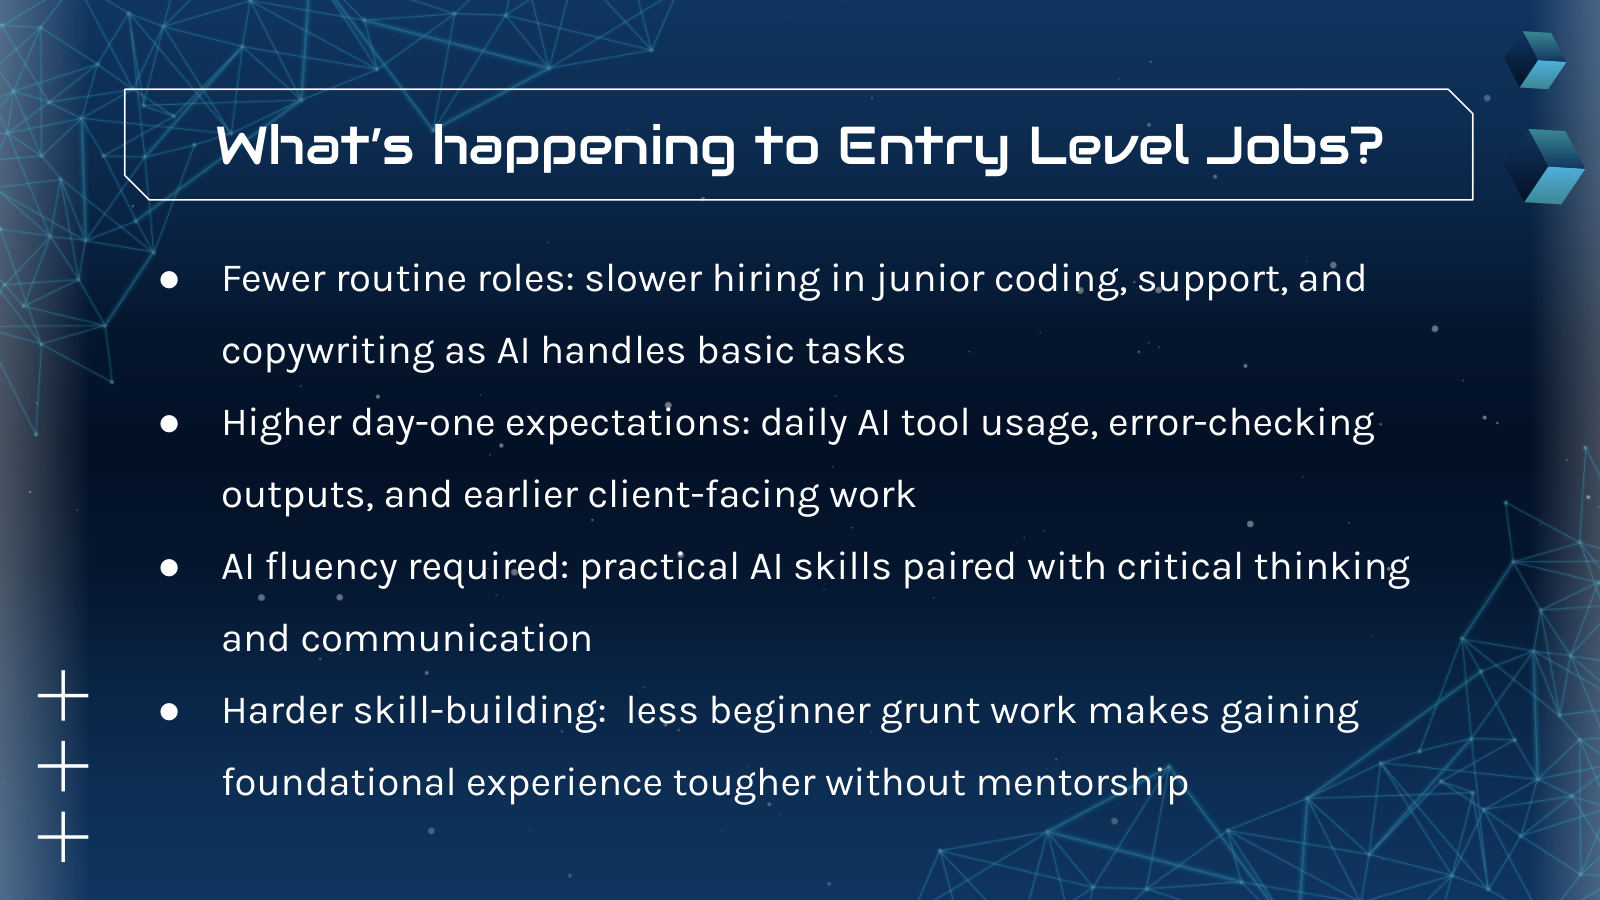 What's happening to Entry Level Jobs?
● Fewer routine roles: slower hiring in junior coding, support, and
copywriting as AI handles basic tasks
● Higher day-one expectations: daily AI tool usage, error-checking
outputs, and earlier client-facing work
● AI fluency required: practical AI skills paired with critical thinking
and communication
● Harder skill-building:  less beginner grunt work makes gaining
foundational experience tougher without mentorship